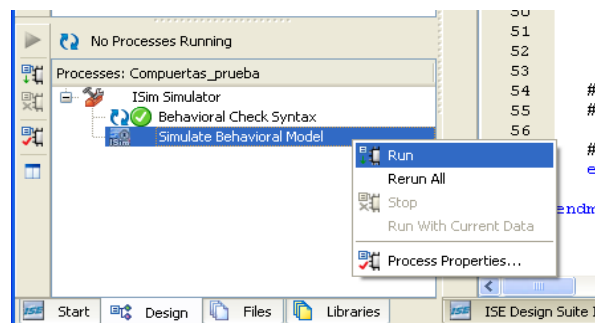 No Processes Running
Processes: Compuertas_prueba
ISim Simulator
Behavioral Check Syntax
ISim
Simulate Behavioral Model
Run
Rerun All
Stop
Run With Current Data
Process Properties...
50
51
52
53
54 #
55 #
56
#
e
endm
Start
Design
Files
Libraries
ISE
ISE Design Suite